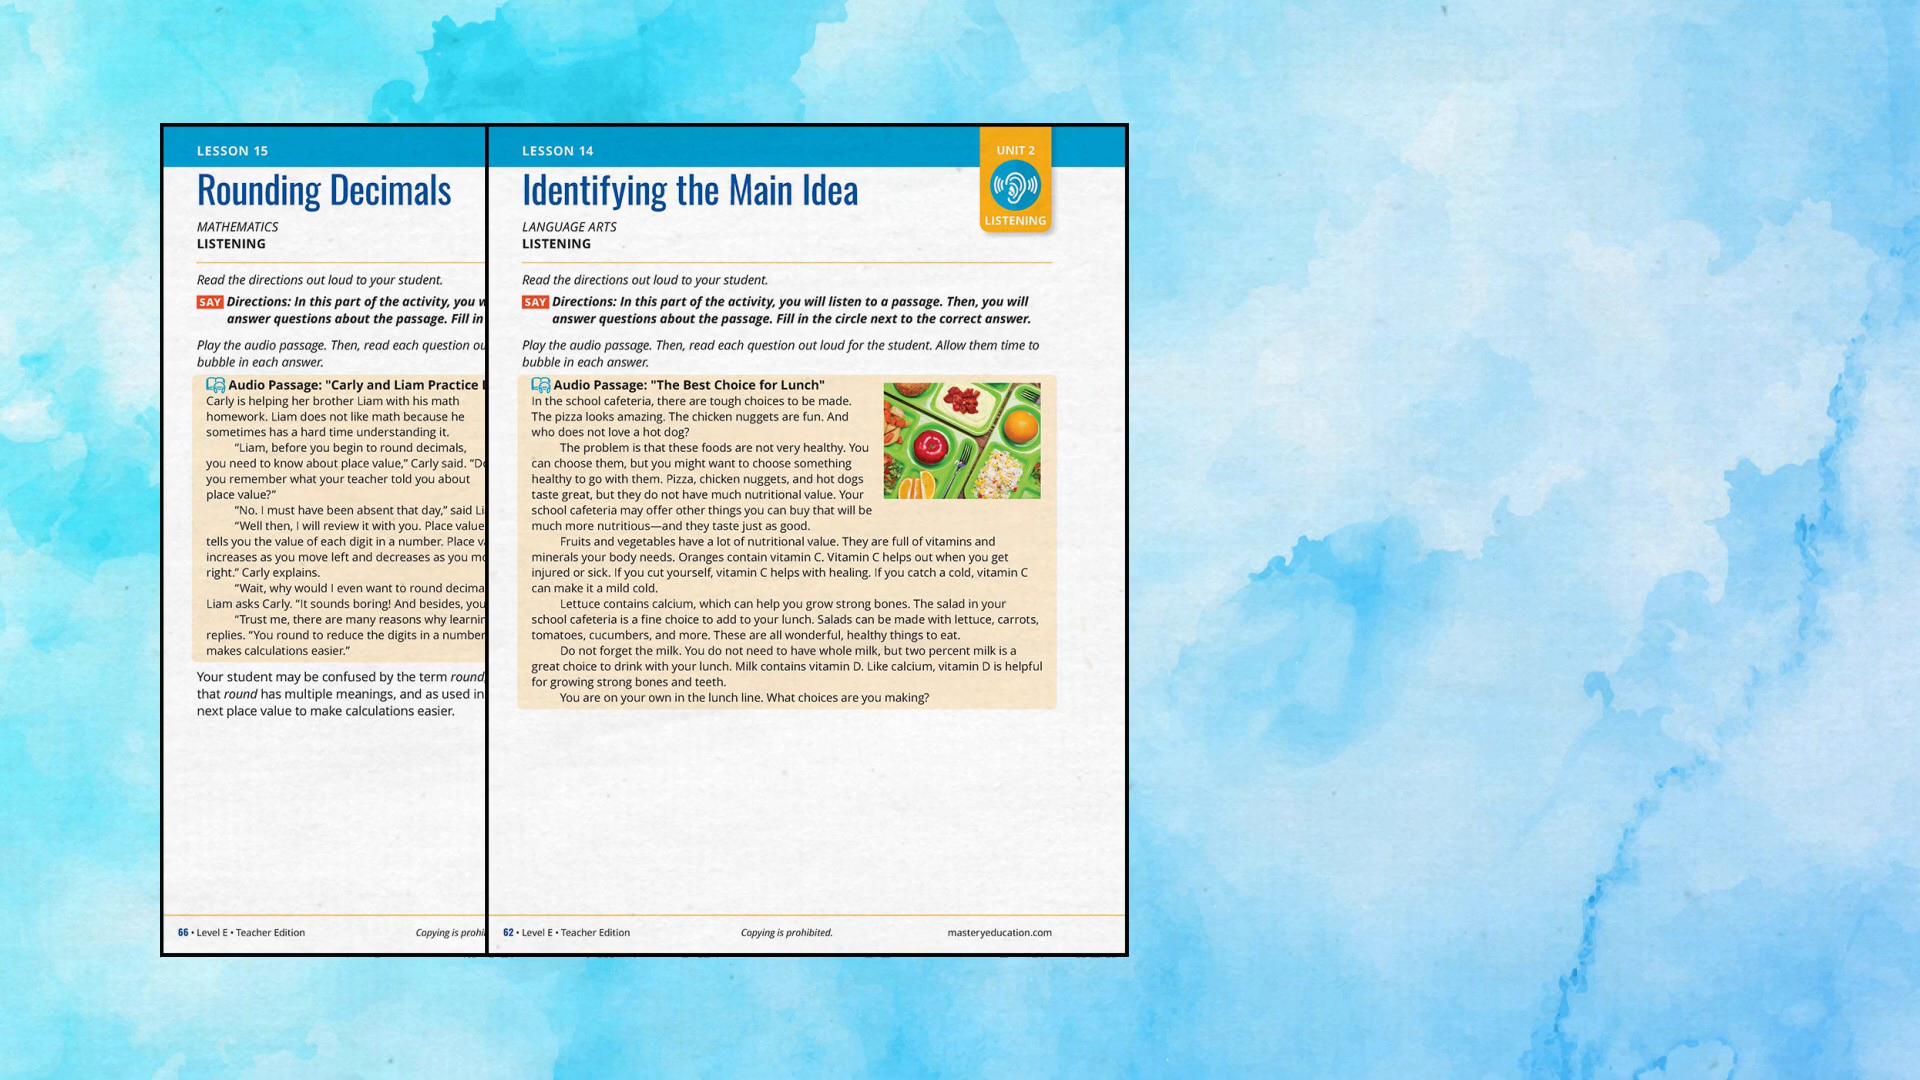 LESSON 15
Rounding Decimals
MATHEMATICS
LISTENING
Read the directions out loud to your student.
SAY Directions: In this part of the activity, you
answer questions about the passage. Fill in
Play the audio passage. Then, read each question
bubble in each answer.
Audio Passage: "Carly and Liam Practice
Carly is helping her brother Liam with his math
homework. Liam does not like math because he
sometimes has a hard time understanding it.
“Liam, before you begin to round decimals,
you need to know about place value,” Carly said.
you remember what your teacher told you about
place value?”
“No. I must have been absent that day,” said
“Well then, I will review it with you. Place value
tells you the value of each digit in a number. Place
increases as you move left and decreases as you
right.” Carly explains.
“Wait, why would I even want to round
Liam asks Carly. “It sounds boring! And besides, you
“Trust me, there are many reasons why
replies. “You round to reduce the digits in a number
makes calculations easier.”
Your student may be confused by the term round,
that round has multiple meanings, and as used in
next place value to make calculations easier.
66 • Level E • Teacher Edition
Copying is
LESSON 14
UNIT 2
LISTENING
Identifying the Main Idea
LANGUAGE ARTS
LISTENING
Read the directions out loud to your student.
SAY Directions: In this part of the activity, you will listen to a passage. Then, you will
answer questions about the passage. Fill in the circle next to the correct answer.
Play the audio passage. Then, read each question out loud for the student. Allow them time to
bubble in each answer.
Audio Passage: "The Best Choice for Lunch"
In the school cafeteria, there are tough choices to be made.
The pizza looks amazing. The chicken nuggets are fun. And
who does not love a hot dog?
The problem is that these foods are not very healthy. You
can choose them, but you might want to choose something
healthy to go with them. Pizza, chicken nuggets, and hot dogs
taste great, but they do not have much nutritional value. Your
school cafeteria may offer other things you can buy that will be
much more nutritious—and they taste just as good.
Fruits and vegetables have a lot of nutritional value. They are full of vitamins and
minerals your body needs. Oranges contain vitamin C. Vitamin C helps out when you get
injured or sick. If you cut yourself, vitamin C helps with healing. If you catch a cold, vitamin C
can make it a mild cold.
Lettuce contains calcium, which can help you grow strong bones. The salad in your
school cafeteria is a fine choice to add to your lunch. Salads can be made with lettuce, carrots,
tomatoes, cucumbers, and more. These are all wonderful, healthy things to eat.
Do not forget the milk. You do not need to have whole milk, but two percent milk is a
great choice to drink with your lunch. Milk contains vitamin D. Like calcium, vitamin D is helpful
for growing strong bones and teeth.
You are on your own in the lunch line. What choices are you making?
62 • Level E • Teacher Edition
Copying is prohibited.
masteryeducation.com